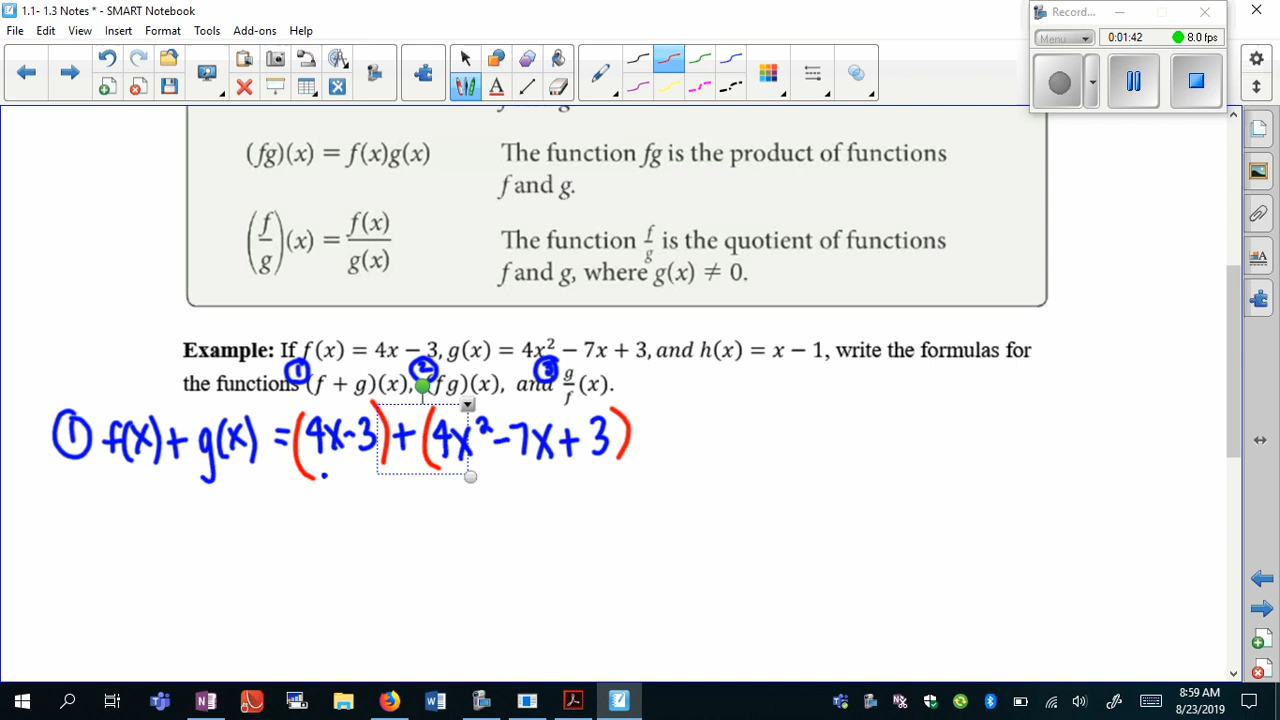 1.1- 1.3 Notes * - SMART Notebook
Record...
File Edit View Insert Format Tools Add-ons Help
Menu 0:01:42 8.0 fps
(fg)(x) = f(x)g(x) The function fg is the product of functions
f and g.
(f/g)(x) = f(x)/g(x) The function f/g is the quotient of functions
f and g, where g(x) ≠ 0.
Example: If f(x) = 4x − 3, g(x) = 4x² − 7x + 3, and h(x) = x − 1, write the formulas for
① ② ③
the functions (f + g)(x), (fg)(x), and g/f (x).
① f(x) + g(x) = (4x-3) + (4x² - 7x + 3)
8:59 AM
8/23/2019